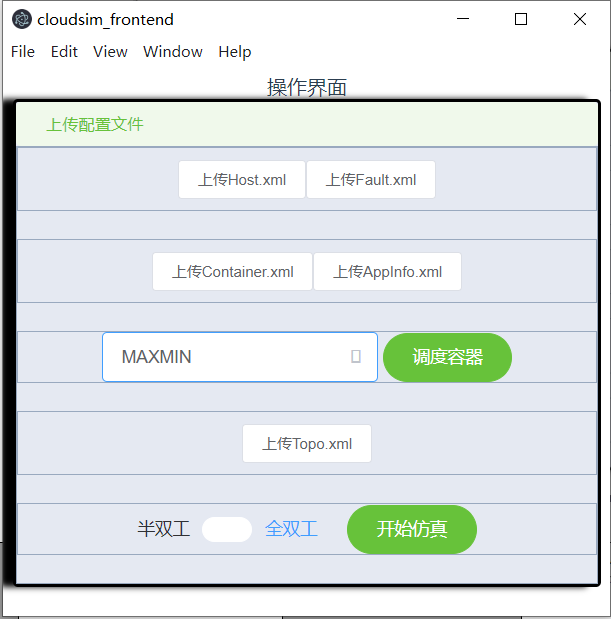 cloudsim_frontend
File Edit View Window Help
操作界面
上传配置文件
上传Host.xml 上传Fault.xml
上传Container.xml 上传AppInfo.xml
MAXMIN 调度容器
上传Topo.xml
半双工 全双工 开始仿真